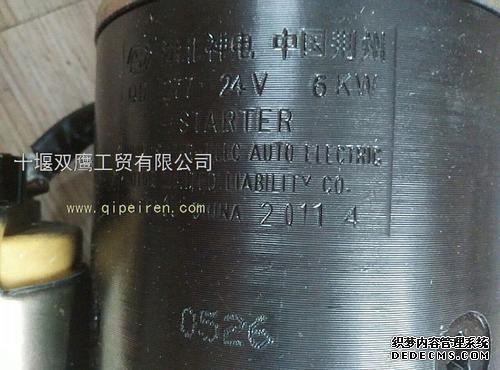 神电 中国荆州
24V 6KW
STARTER
AUTO ELECTRIC
LIABILITY CO.
CHINA 2011 4
0526
十堰双鹰工贸有限公司
www.qipeiren.com
织梦内容管理系统
DEDECMS.COM